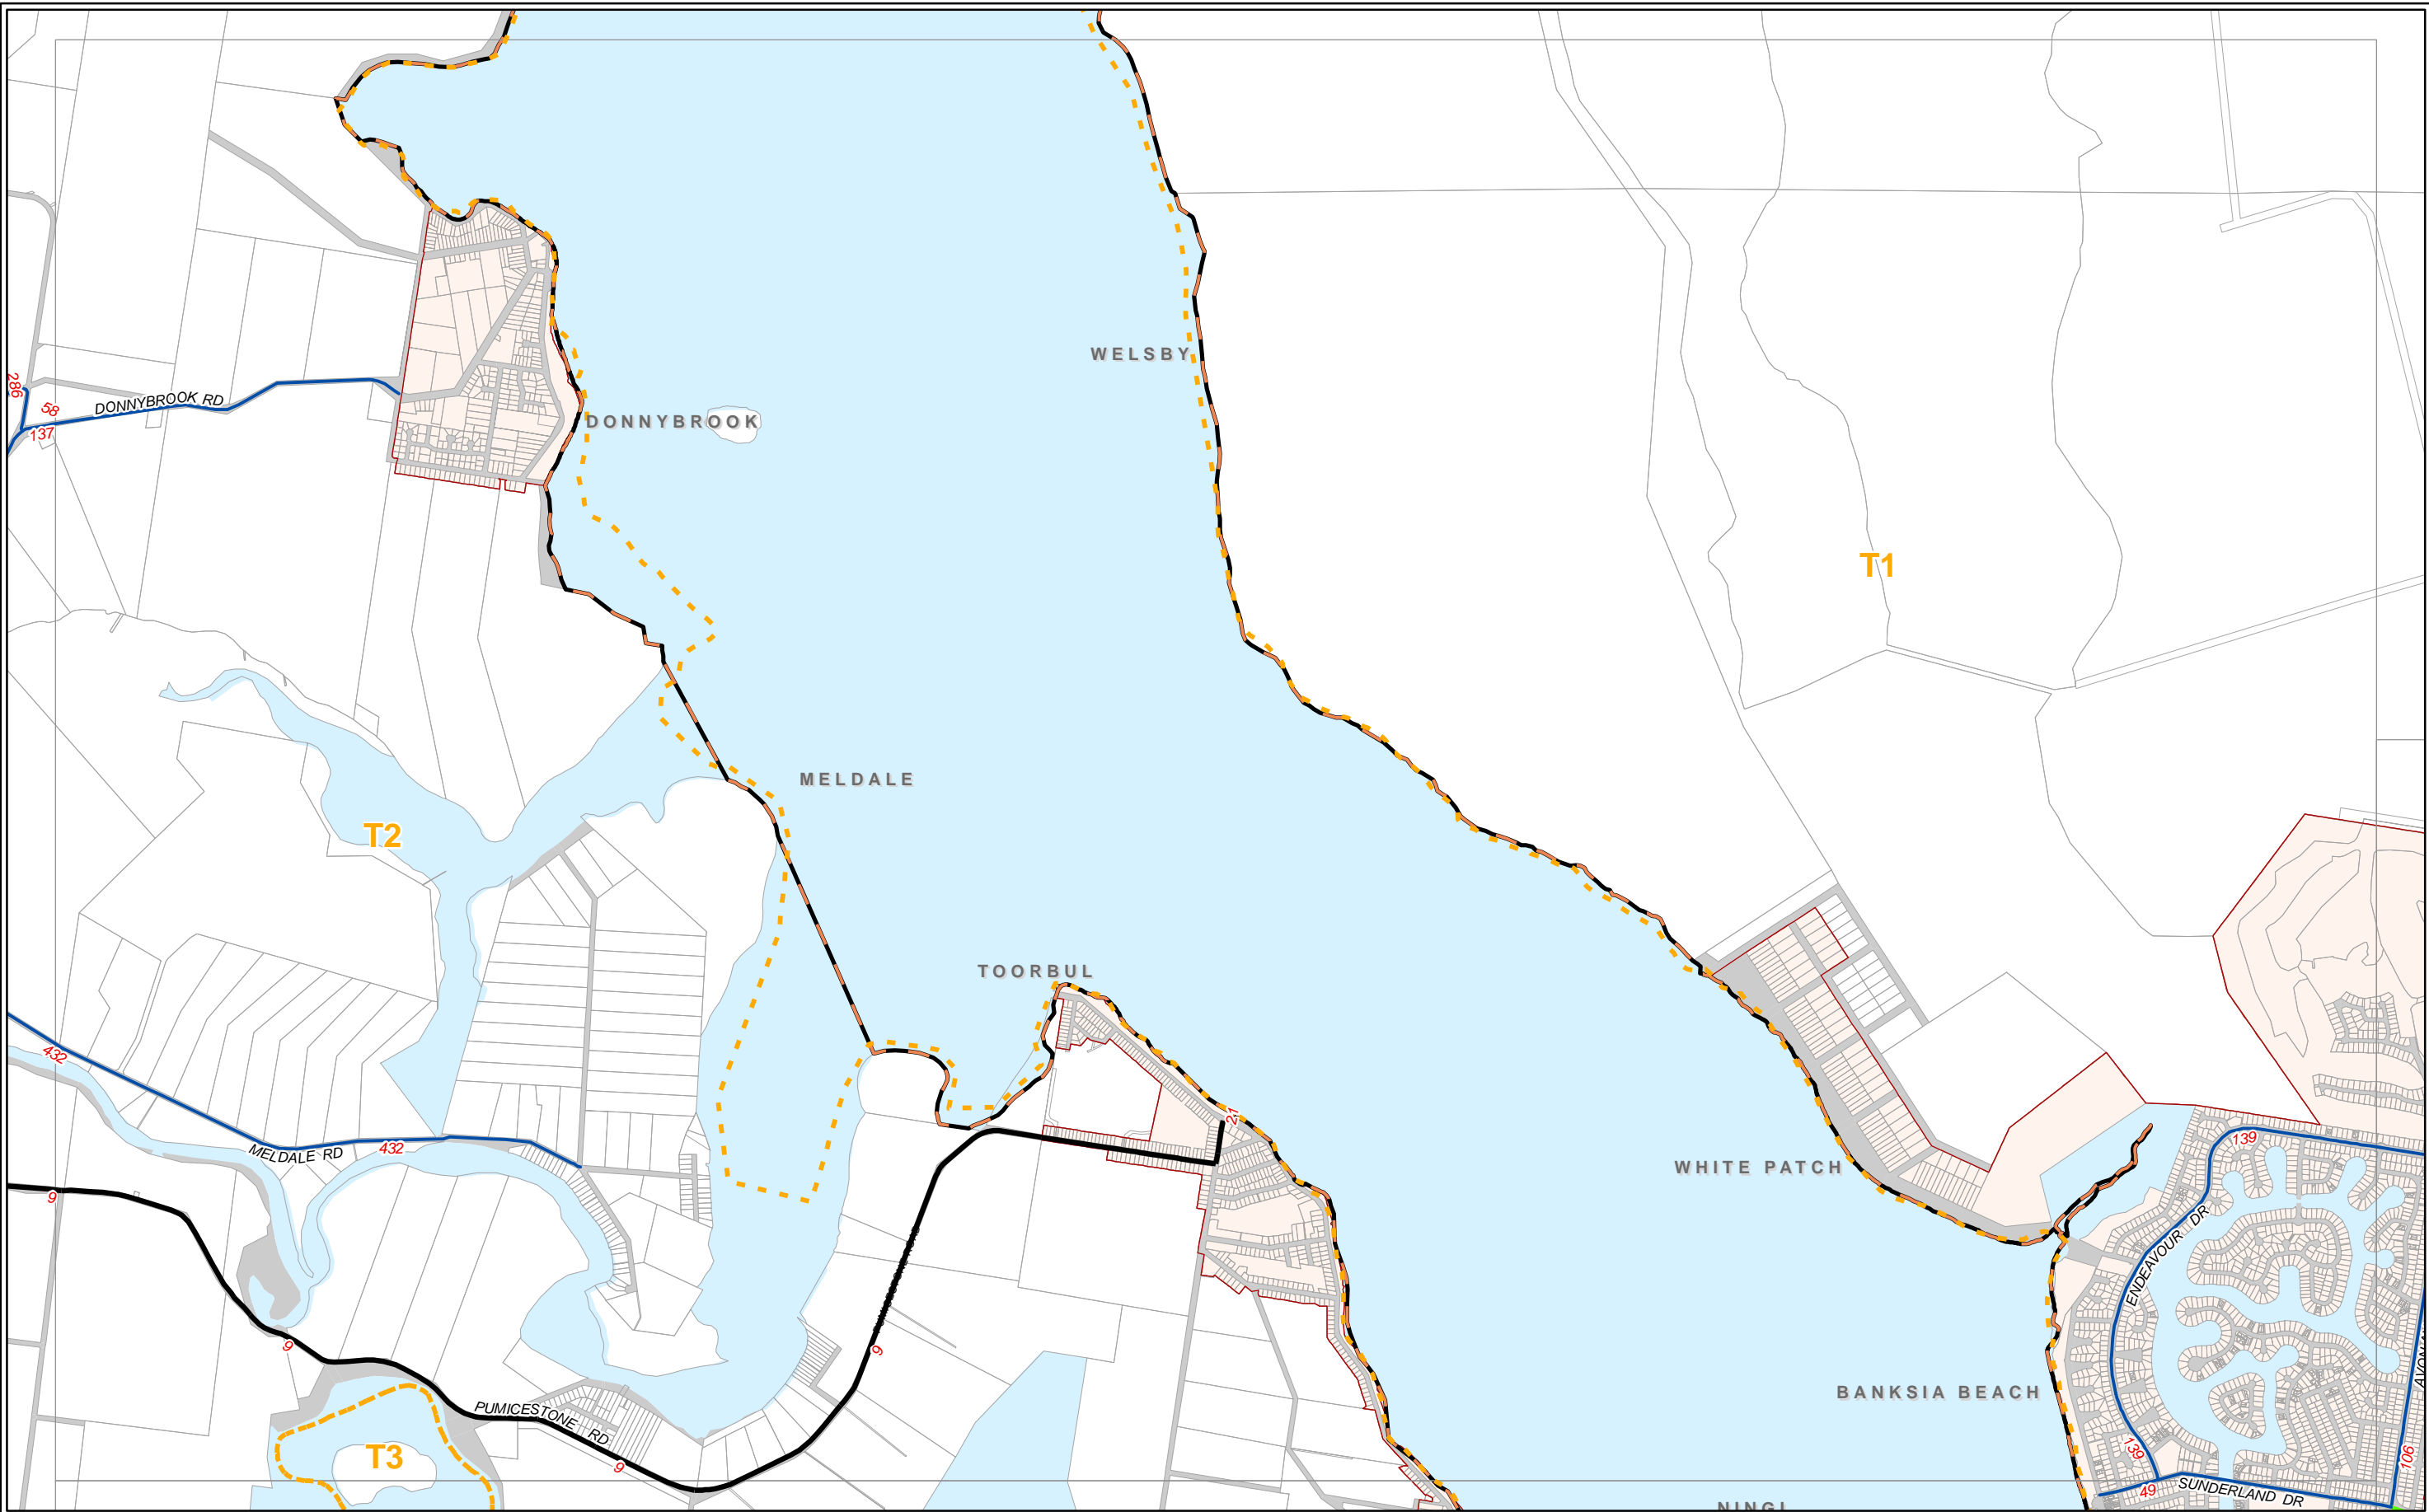 WELSBY
286
58
DONNYBROOK RD
137
DONNYBROOK
T1
MELDALE
T2
TOORBUL
432
21
MELDALE RD
432
139
WHITE PATCH
9
ENDEAVOUR DR
9
9
BANKSIA BEACH
PUMICESTONE RD
T3
9
139
106
49
SUNDERLAND DR